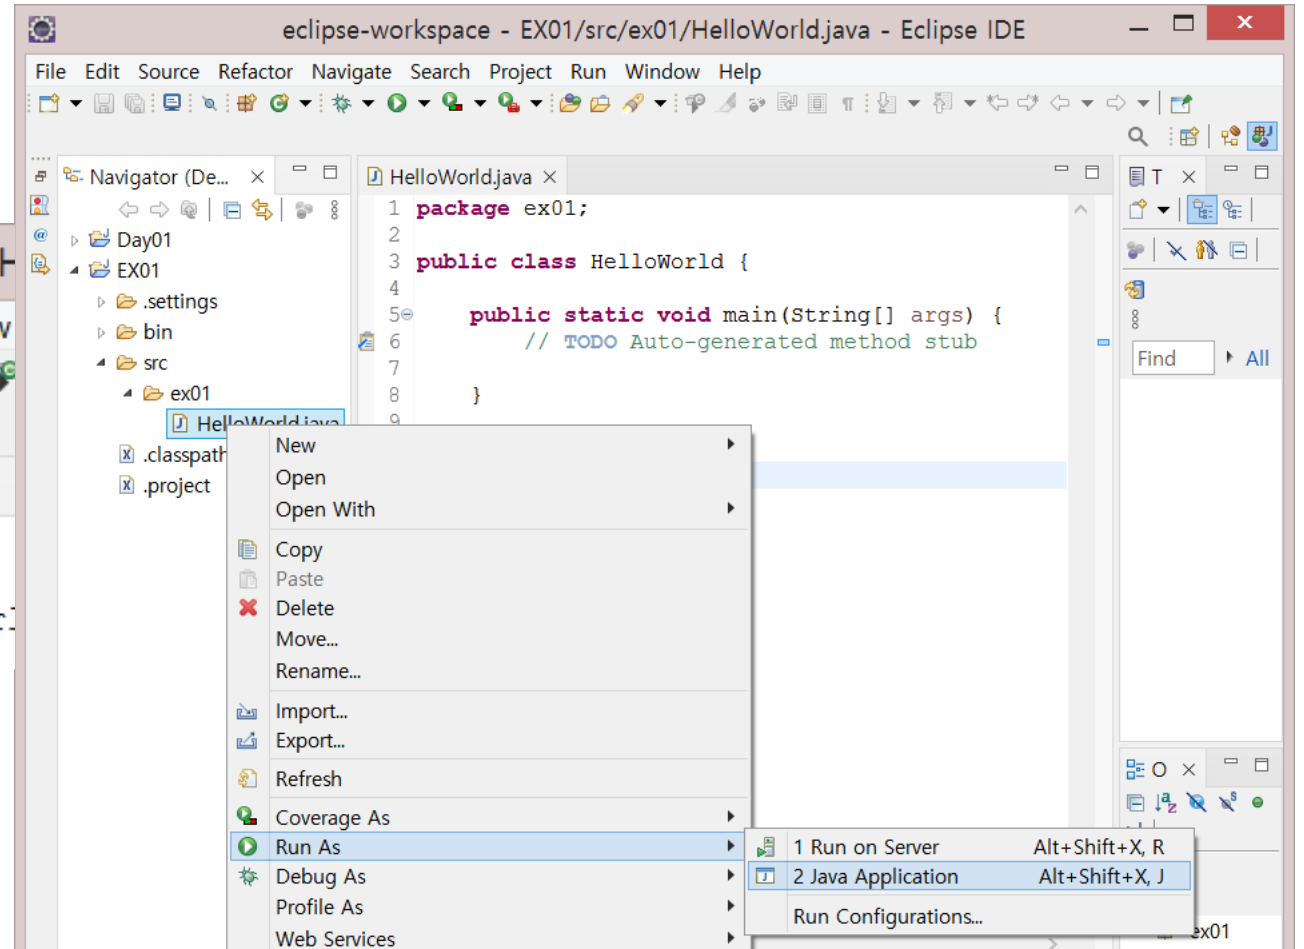 eclipse-workspace - EX01/src/ex01/HelloWorld.java - Eclipse IDE
File Edit Source Refactor Navigate Search Project Run Window Help
Navigator (De...
Day01
EX01
.settings
bin
src
ex01
HelloWorld.java
.classpath
.project
HelloWorld.java
1 package ex01;
2
3 public class HelloWorld {
4
5 public static void main(String[] args) {
6 // TODO Auto-generated method stub
7
8 }
9
New
Open
Open With
Copy
Paste
Delete
Move...
Rename...
Import...
Export...
Refresh
Coverage As
Run As
Debug As
Profile As
Web Services
1 Run on Server Alt+Shift+X, R
2 Java Application Alt+Shift+X, J
Run Configurations...
T
Find All
O
ex01